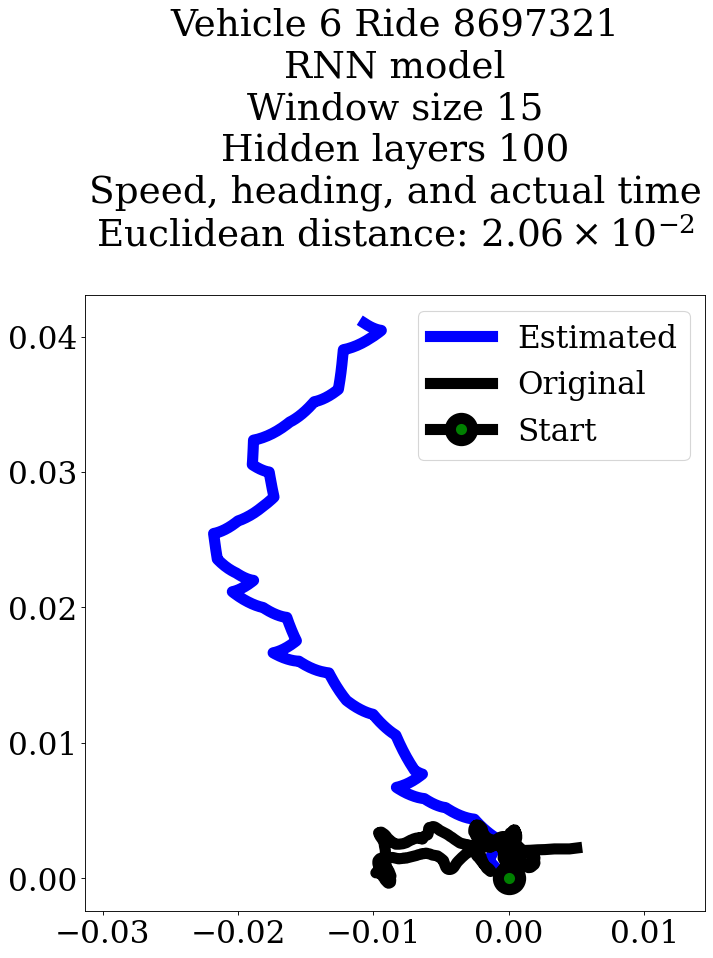 Vehicle 6 Ride 8697321
RNN model
Window size 15
Hidden layers 100
Speed, heading, and actual time
Euclidean distance: 2.06 × 10⁻²
Estimated
Original
Start
0.04
0.03
0.02
0.01
0.00
−0.03 −0.02 −0.01 0.00 0.01